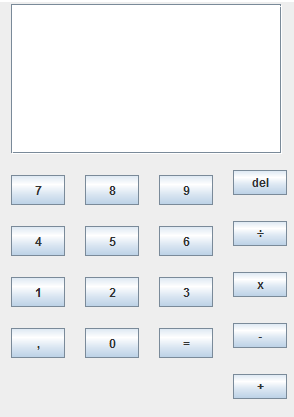 7 8 9 del
4 5 6 ÷
1 2 3 x
, 0 = -
+